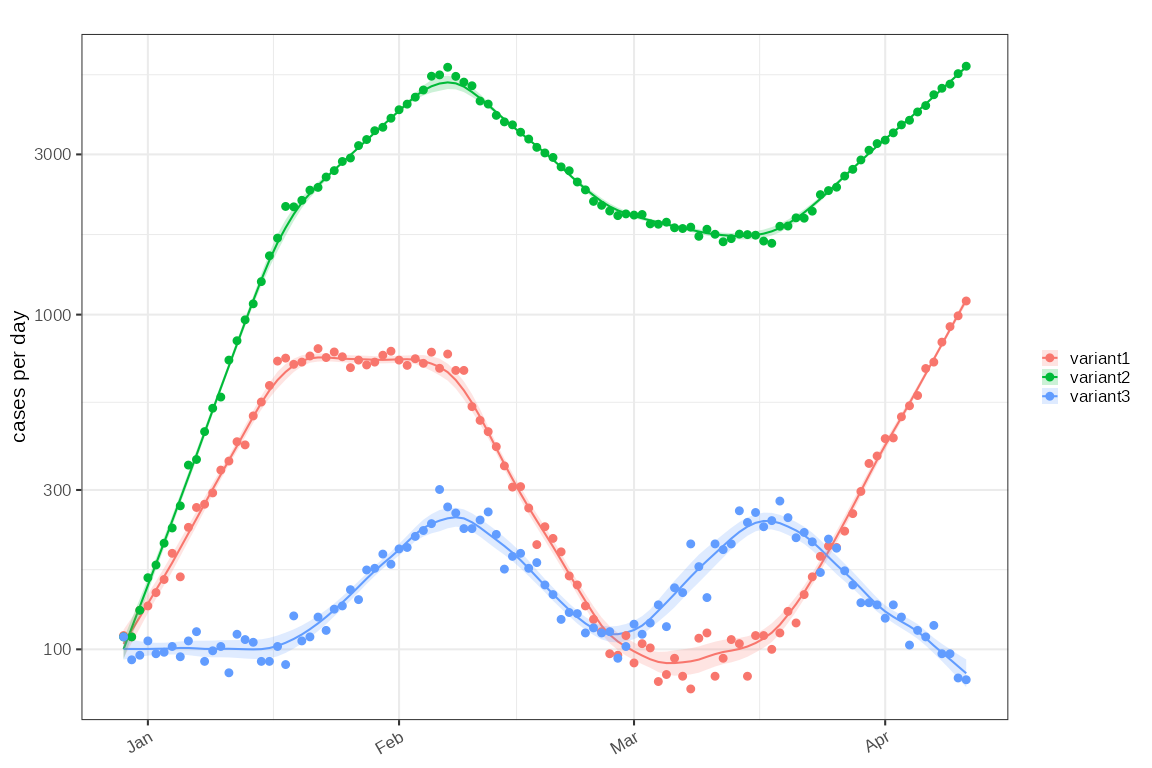 cases per day
3000
1000
300
100
Jan
Feb
Mar
Apr
variant1
variant2
variant3